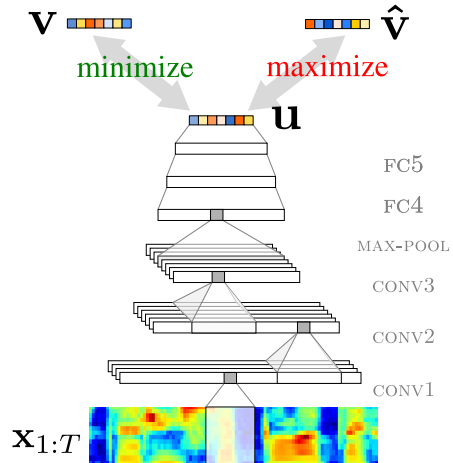 v v̂
minimize maximize
u
FC5
FC4
MAX-POOL
CONV3
CONV2
CONV1
x1:T